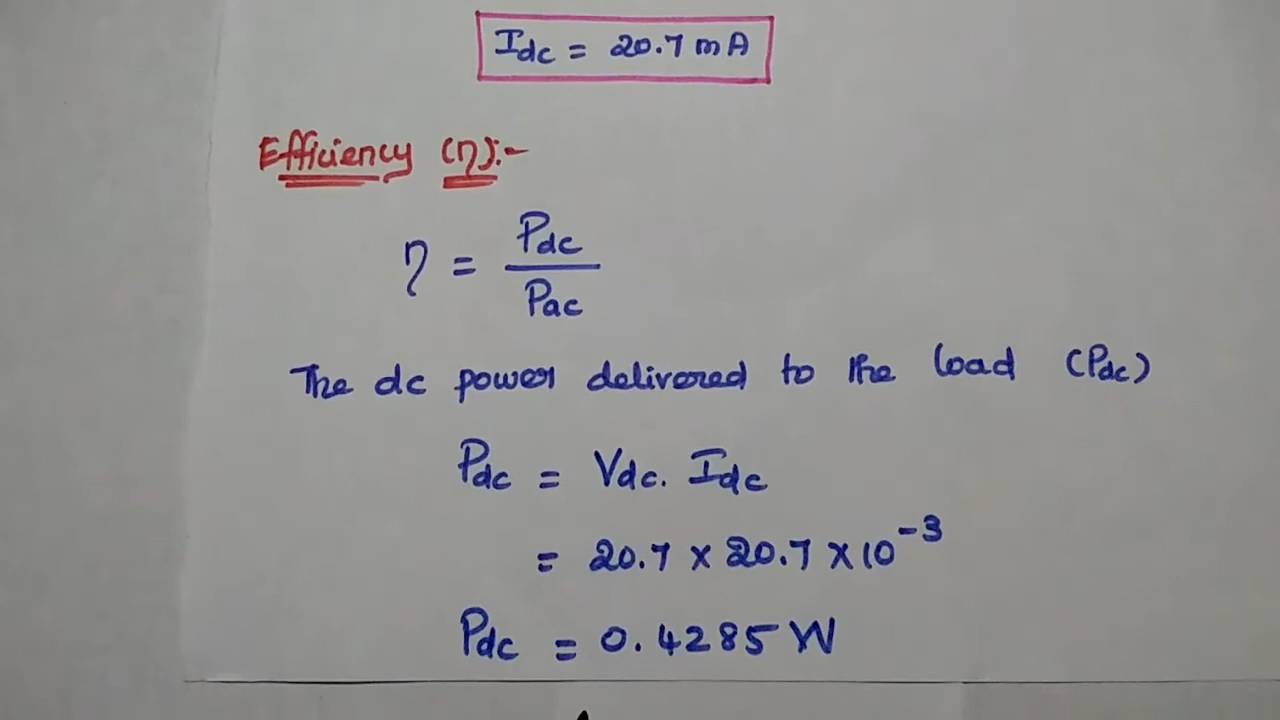 Idc = 20.7 mA
Efficiency (η):-
η = Pdc / Pac
The dc power delivered to the load (Pdc)
Pdc = Vdc. Idc
= 20.7 x 20.7 x 10⁻³
Pdc = 0.4285 W